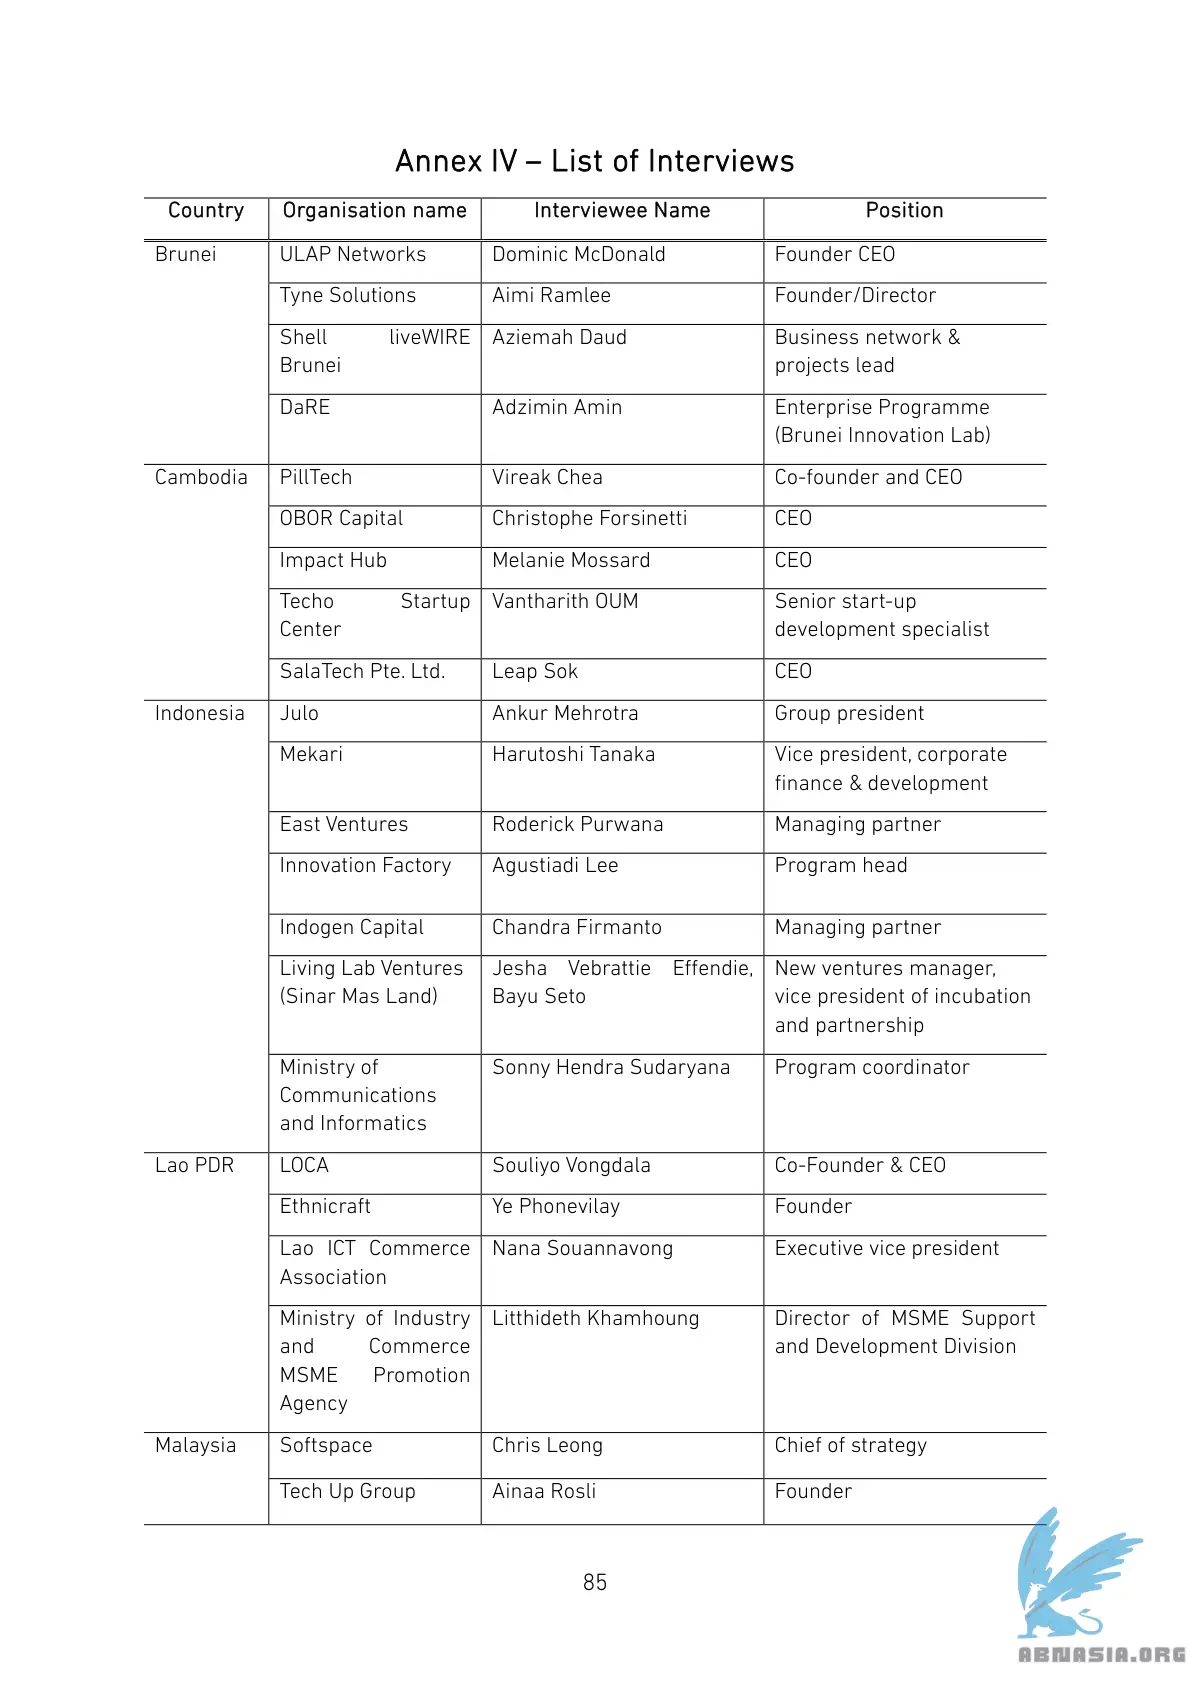 Annex IV – List of Interviews
Country Organisation name Interviewee Name Position
Brunei ULAP Networks Dominic McDonald Founder CEO
Tyne Solutions Aimi Ramlee Founder/Director
Shell liveWIRE Aziemah Daud Business network &
Brunei projects lead
DaRE Adzimin Amin Enterprise Programme
(Brunei Innovation Lab)
Cambodia PillTech Vireak Chea Co-founder and CEO
OBOR Capital Christophe Forsinetti CEO
Impact Hub Melanie Mossard CEO
Techo Startup Vantharith OUM Senior start-up
Center development specialist
SalaTech Pte. Ltd. Leap Sok CEO
Indonesia Julo Ankur Mehrotra Group president
Mekari Harutoshi Tanaka Vice president, corporate
finance & development
East Ventures Roderick Purwana Managing partner
Innovation Factory Agustiadi Lee Program head
Indogen Capital Chandra Firmanto Managing partner
Living Lab Ventures Jesha Vebrattie Effendie, New ventures manager,
(Sinar Mas Land) Bayu Seto vice president of incubation
and partnership
Ministry of Sonny Hendra Sudaryana Program coordinator
Communications
and Informatics
Lao PDR LOCA Souliyo Vongdala Co-Founder & CEO
Ethnicraft Ye Phonevilay Founder
Lao ICT Commerce Nana Souannavong Executive vice president
Association
Ministry of Industry Litthideth Khamhoung Director of MSME Support
and Commerce and Development Division
MSME Promotion
Agency
Malaysia Softspace Chris Leong Chief of strategy
Tech Up Group Ainaa Rosli Founder
85
ABNASIA.ORG